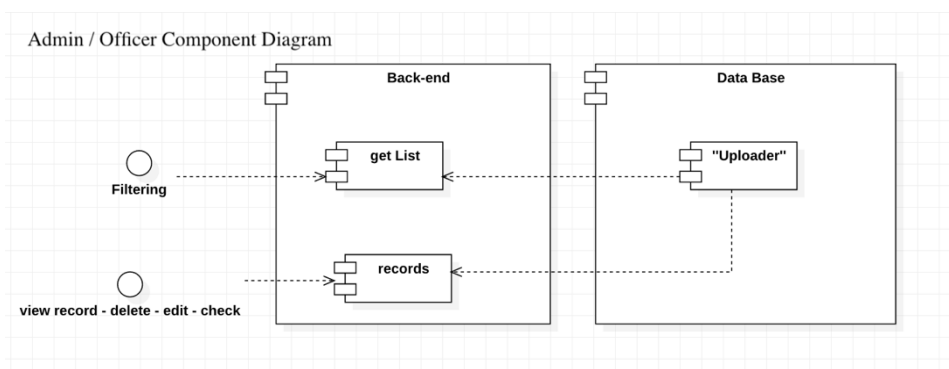 Admin / Officer Component Diagram
Back-end
Data Base
get List
"Uploader"
Filtering
records
view record - delete - edit - check